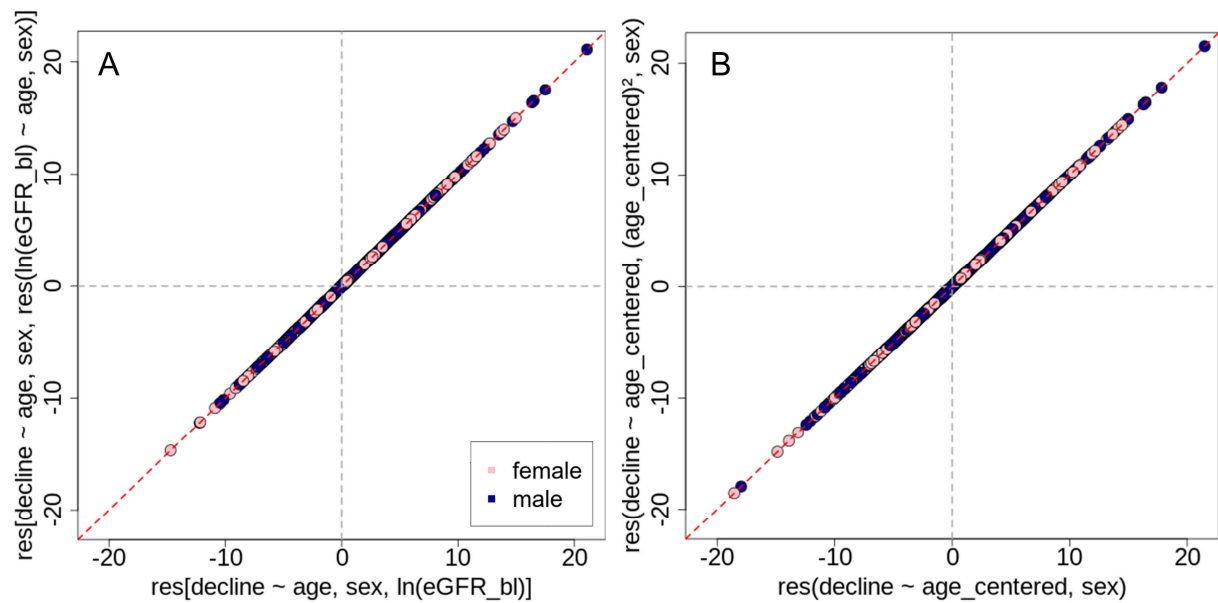 A
res[decline ~ age, sex, res(ln(eGFR_bl) ~ age, sex)]
20
10
0
-10
-20
female
male
-20
-10
0
10
20
res[decline ~ age, sex, ln(eGFR_bl)]
B
res(decline ~ age_centered, (age_centered)², sex)
20
10
0
-10
-20
-20
-10
0
10
20
res(decline ~ age_centered, sex)